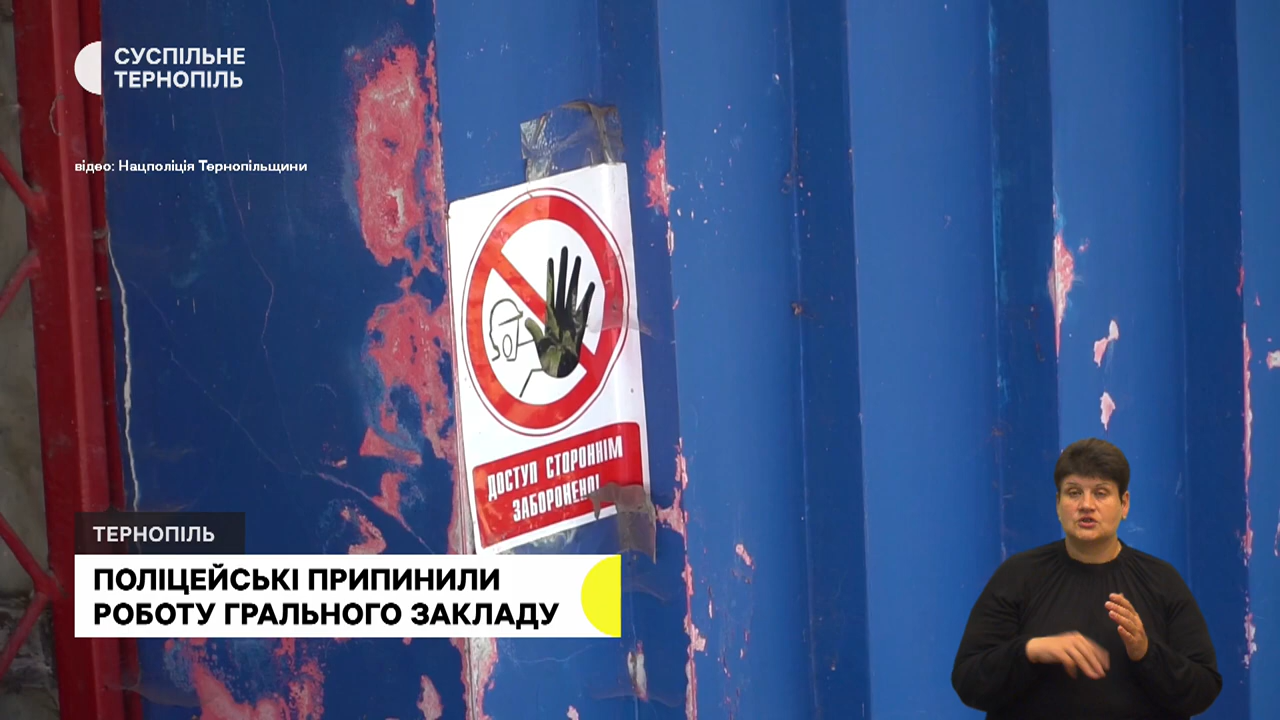 СУСПІЛЬНЕ
ТЕРНОПІЛЬ
відео: Нацполіція Тернопільщини
ДОСТУП СТОРОННІМ
ЗАБОРОНЕНО!
ТЕРНОПІЛЬ
ПОЛІЦЕЙСЬКІ ПРИПИНИЛИ
РОБОТУ ГРАЛЬНОГО ЗАКЛАДУ